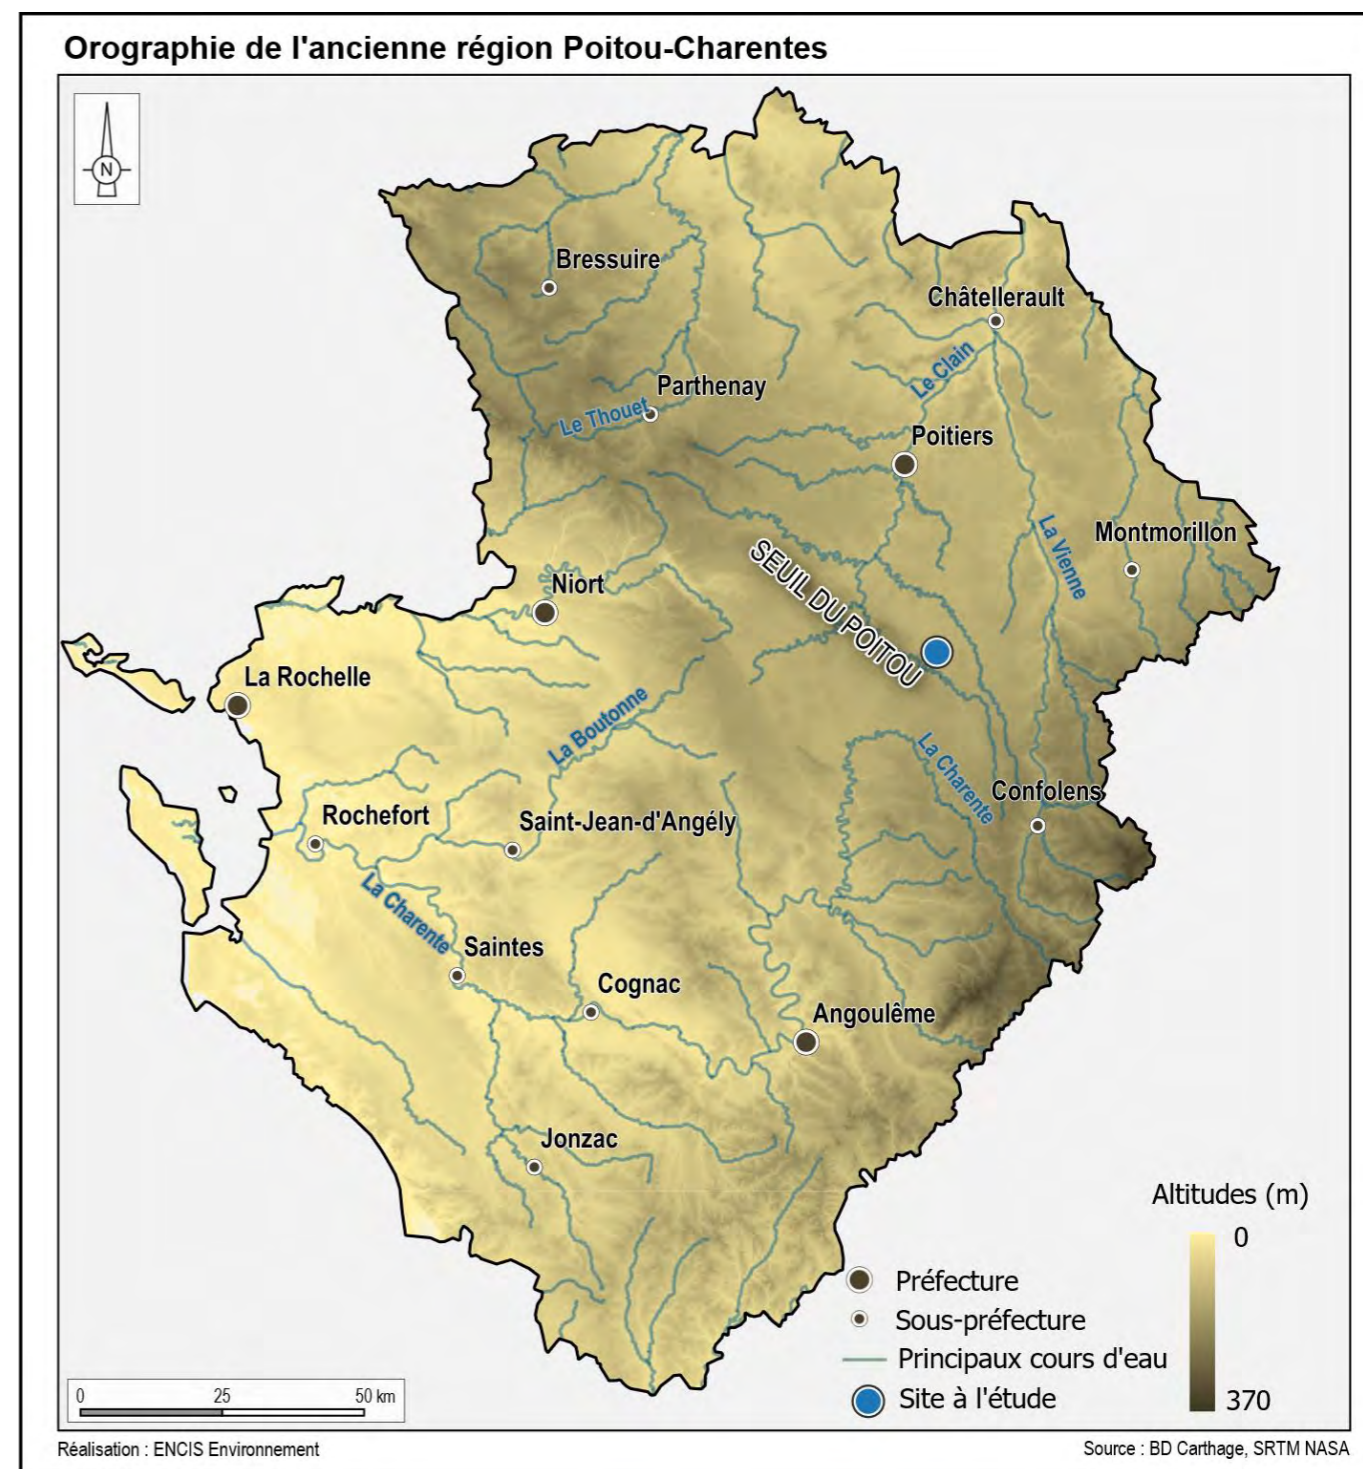 Orographie de l'ancienne région Poitou-Charentes
N
Bressuire
Châtellerault
Le Clain
Parthenay
Le Thouet
Poitiers
La Vienne
Montmorillon
SEUIL DU POITOU
Niort
La Rochelle
La Boutonne
La Charente
Confolens
Rochefort
Saint-Jean-d'Angély
La Charente
Saintes
Cognac
Angoulême
Jonzac
Altitudes (m)
0
370
Préfecture
Sous-préfecture
Principaux cours d'eau
Site à l'étude
0 25 50 km
Réalisation : ENCIS Environnement
Source : BD Carthage, SRTM NASA